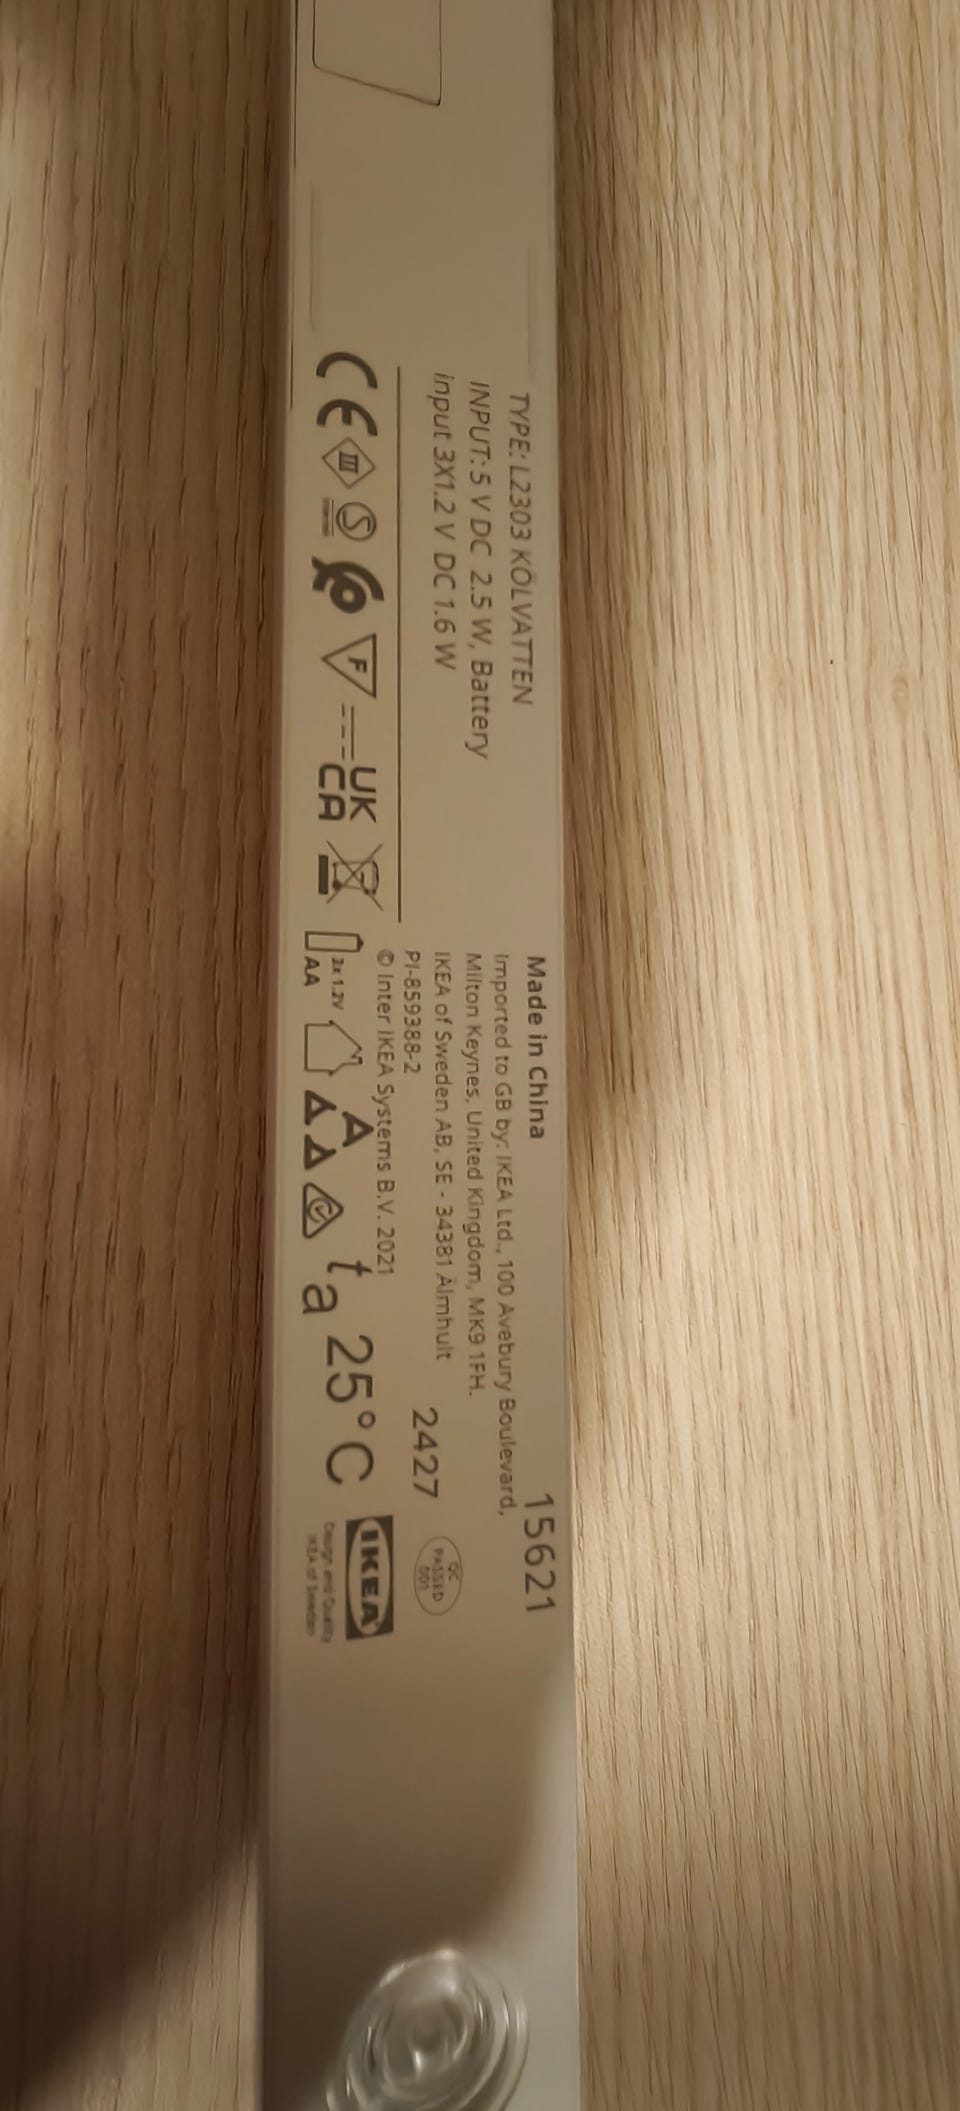 TYPE: L2303 KÖLVATTEN
INPUT: 5 V DC 2.5 W, Battery
input 3X1.2 V DC 1.6 W
CE III S F UK CA
Made in China
15621
Imported to GB by: IKEA Ltd., 100 Avebury Boulevard,
Milton Keynes, United Kingdom, MK9 1FH.
IKEA of Sweden AB, SE - 34381 Älmhult
PI-859388-2
2427
QC
PASSED
001
© Inter IKEA Systems B.V. 2021
1.2V
AA
A
ta 25°C
IKEA
Design and Quality
IKEA of Sweden